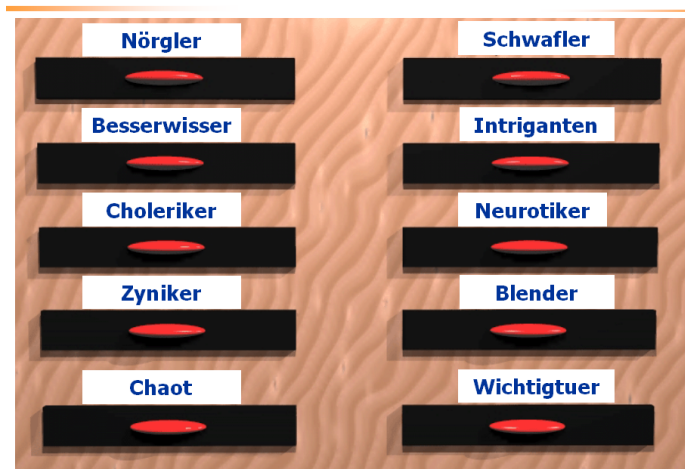 Nörgler
Schwafler
Besserwisser
Intriganten
Choleriker
Neurotiker
Zyniker
Blender
Chaot
Wichtigtuer